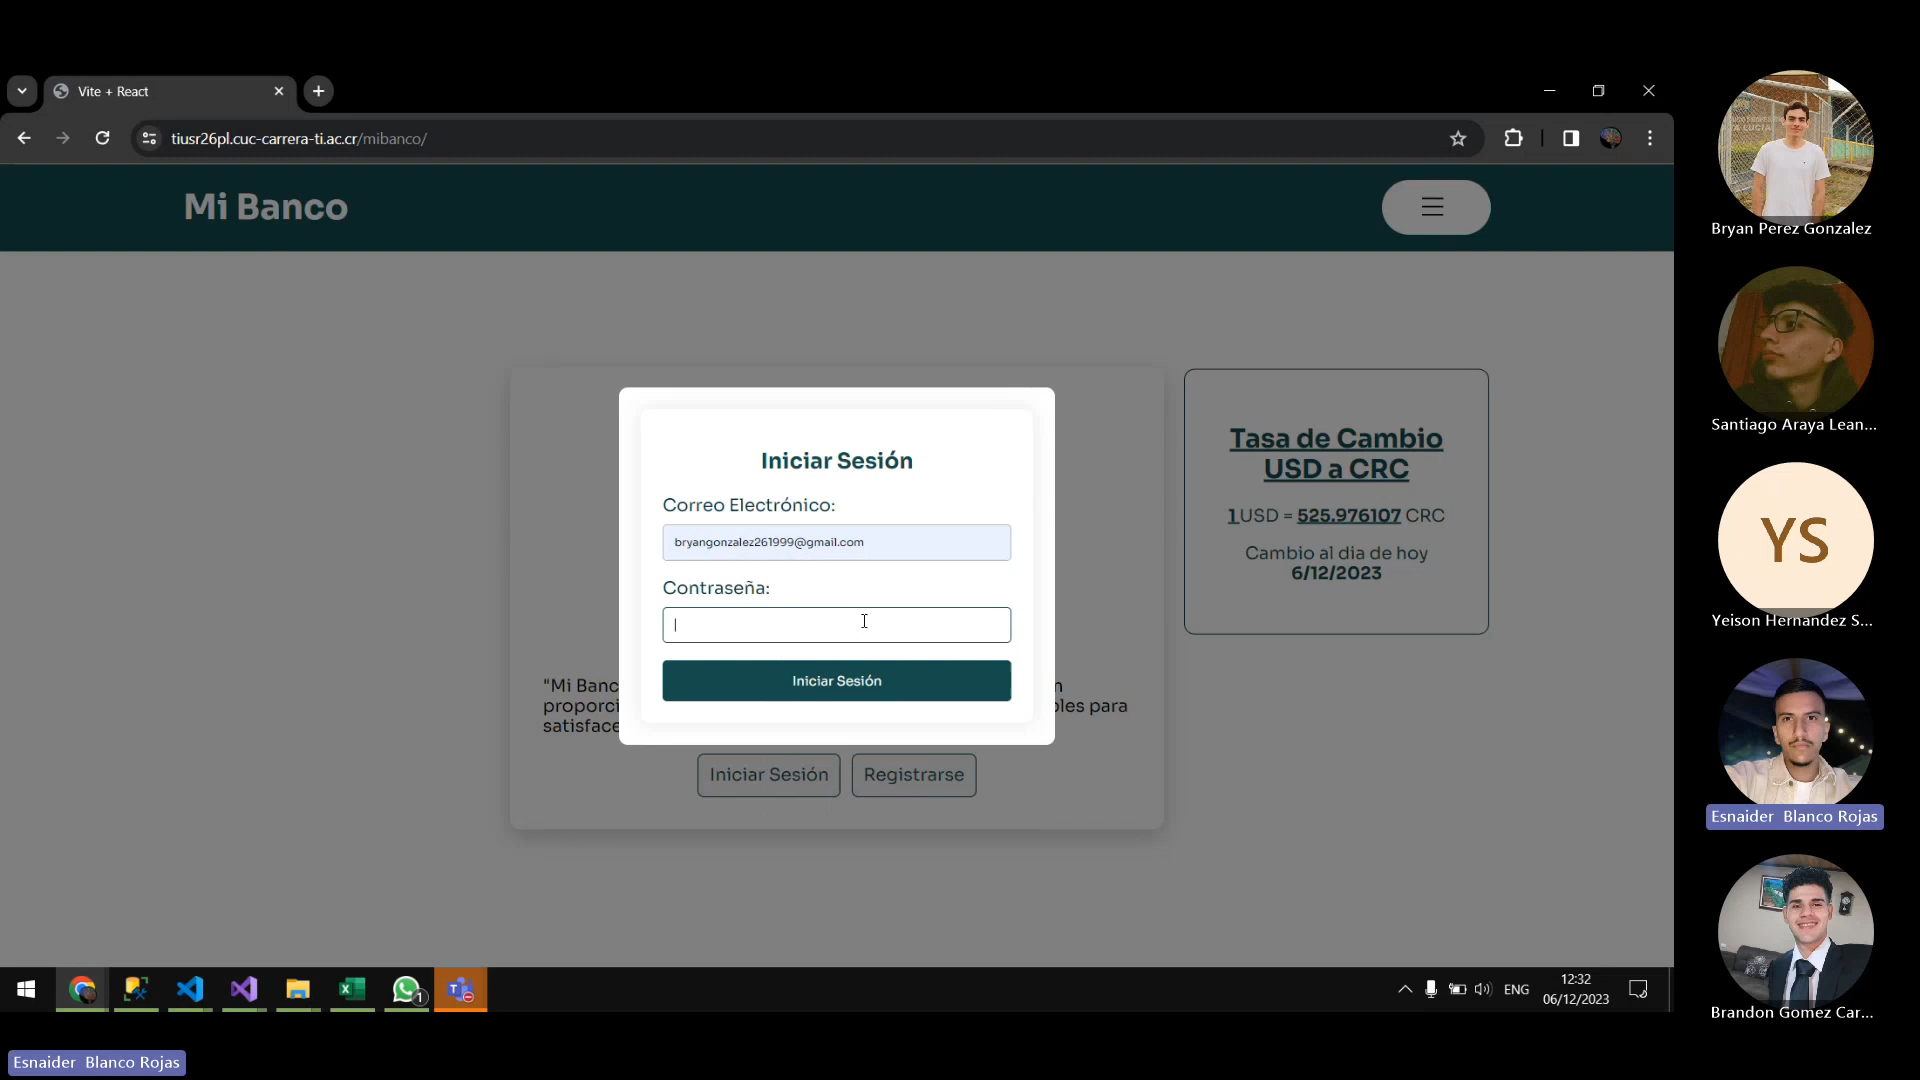 Vite + React
tiusr26pl.cuc-carrera-ti.ac.cr/mibanco/
Mi Banco
Iniciar Sesión
Correo Electrónico:
bryangonzalez261999@gmail.com
Contraseña:
Iniciar Sesión
"Mi Banc
proporci
bles para
satisface
Iniciar Sesión
Registrarse
Tasa de Cambio
USD a CRC
1 USD = 525.976107 CRC
Cambio al dia de hoy
6/12/2023
Bryan Perez Gonzalez
Santiago Araya Lean...
YS
Yeison Hernandez S...
Esnaider Blanco Rojas
Brandon Gomez Car...
1
ENG
12:32
06/12/2023
Esnaider Blanco Rojas